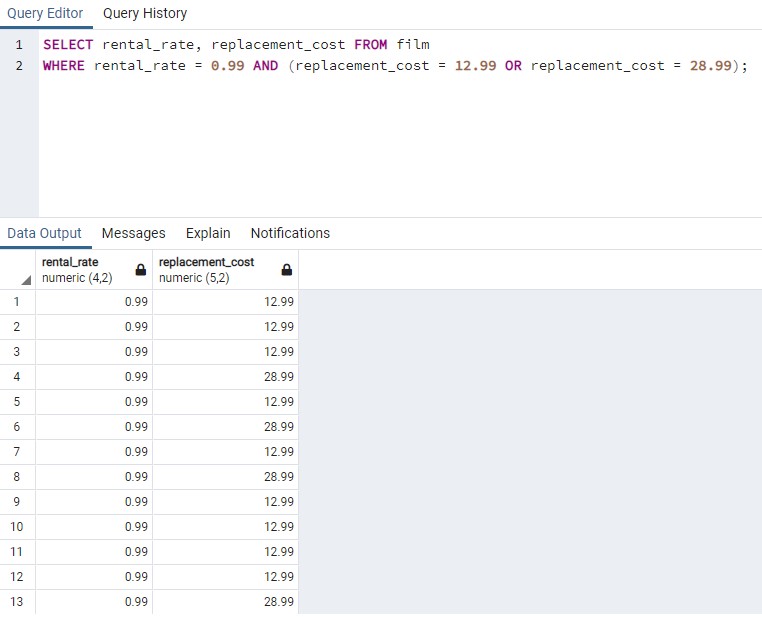 Query Editor Query History
1 SELECT rental_rate, replacement_cost FROM film
2 WHERE rental_rate = 0.99 AND (replacement_cost = 12.99 OR replacement_cost = 28.99);
Data Output Messages Explain Notifications
rental_rate replacement_cost
numeric (4,2) numeric (5,2)
1 0.99 12.99
2 0.99 12.99
3 0.99 12.99
4 0.99 28.99
5 0.99 12.99
6 0.99 28.99
7 0.99 12.99
8 0.99 28.99
9 0.99 12.99
10 0.99 12.99
11 0.99 12.99
12 0.99 12.99
13 0.99 28.99